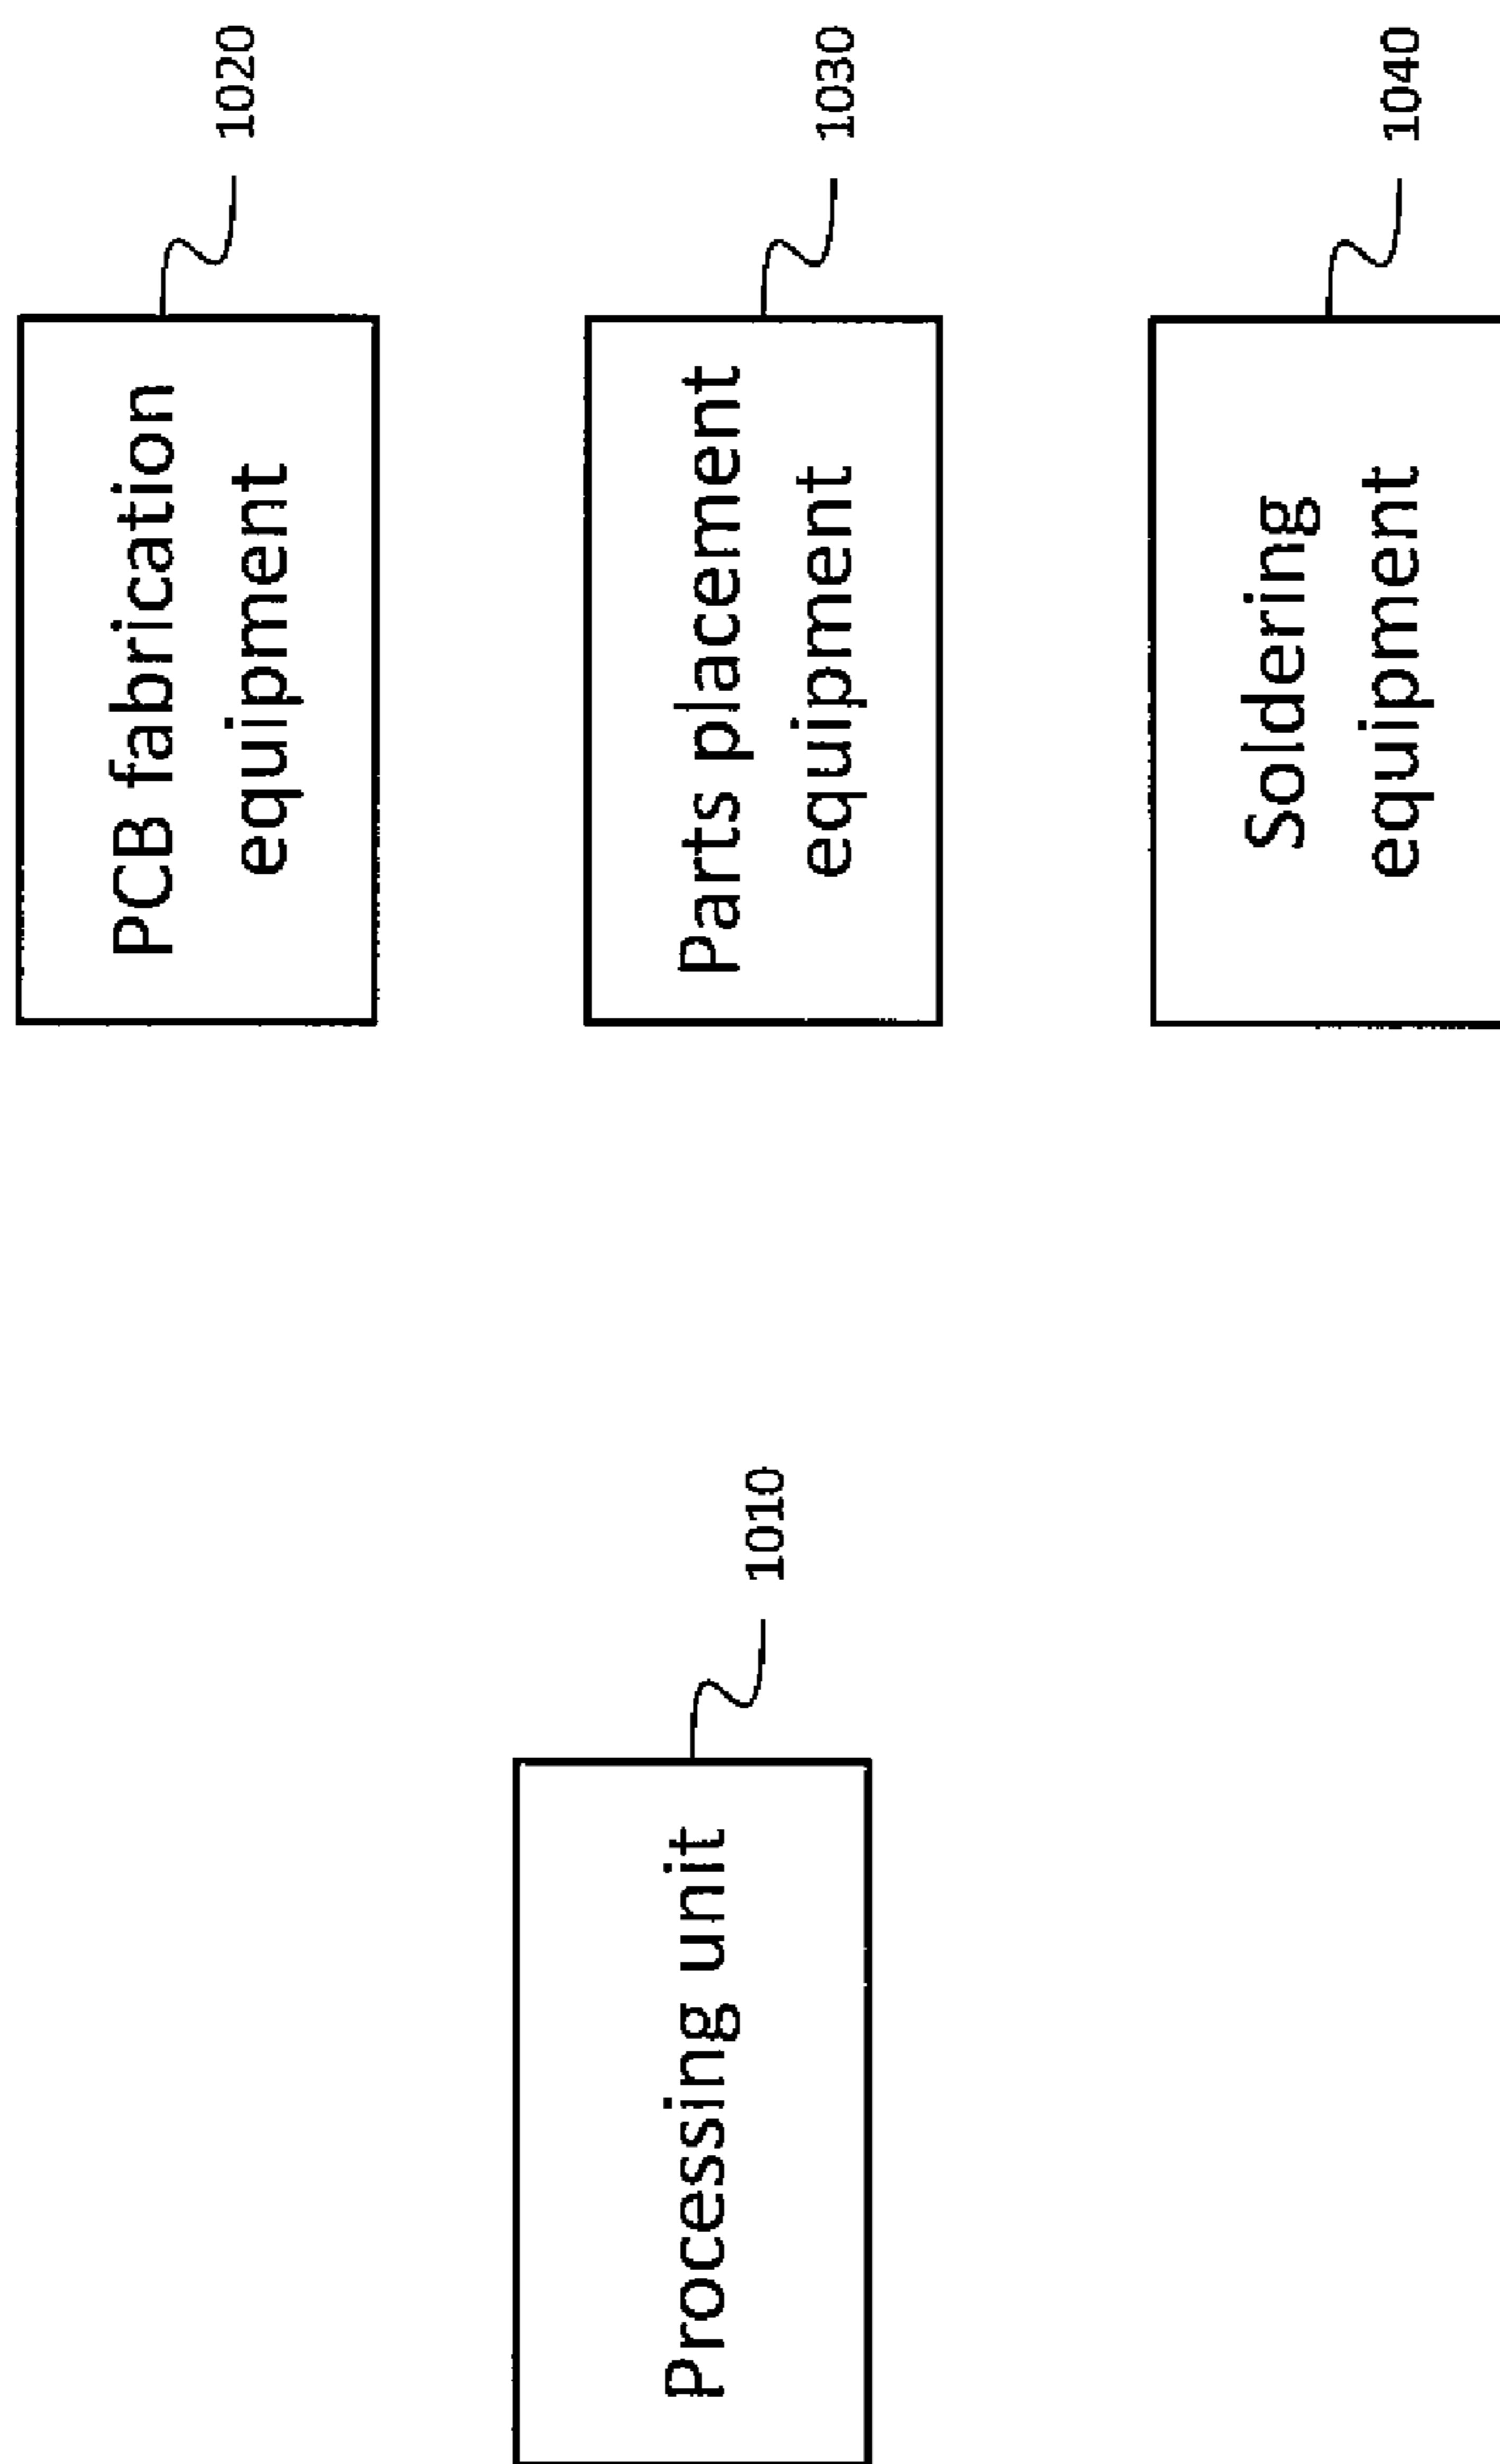 PCB fabrication
equipment
1020
Processing unit
1010
Parts placement
equipment
1030
Soldering
equipment
1040